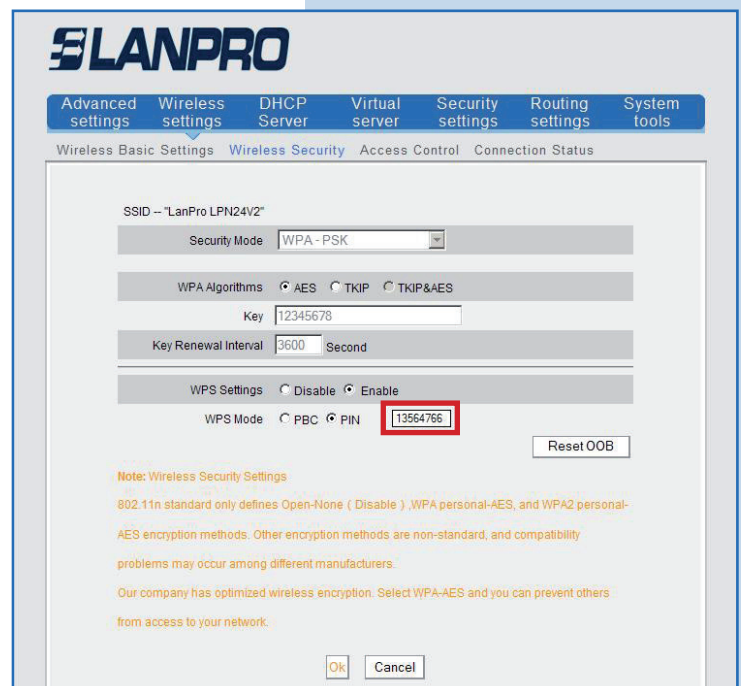 LANPRO
Advanced settings Wireless settings DHCP Server Virtual server Security settings Routing settings System tools
Wireless Basic Settings Wireless Security Access Control Connection Status
SSID -- "LanPro LPN24V2"
Security Mode WPA - PSK
WPA Algorithms AES TKIP TKIP&AES
Key 12345678
Key Renewal Interval 3600 Second
WPS Settings Disable Enable
WPS Mode PBC PIN 13564766
Reset OOB
Note: Wireless Security Settings
802.11n standard only defines Open-None ( Disable ) ,WPA personal-AES, and WPA2 personal-
AES encryption methods. Other encryption methods are non-standard, and compatibility
problems may occur among different manufacturers.
Our company has optimized wireless encryption. Select WPA-AES and you can prevent others
from access to your network.
Ok Cancel